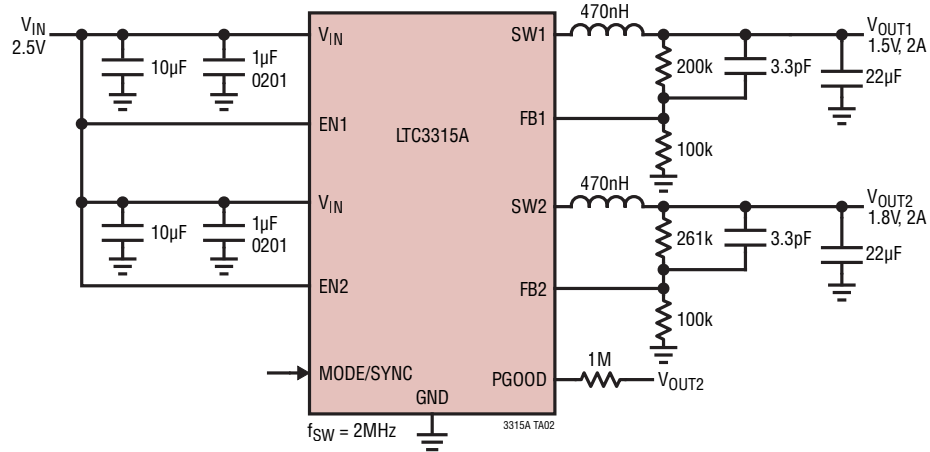 470nH
VIN
2.5V
VIN
SW1
VOUT1
1.5V, 2A
10µF
1µF
0201
200k
3.3pF
22µF
EN1
LTC3315A
FB1
100k
470nH
VIN
SW2
VOUT2
1.8V, 2A
10µF
1µF
0201
261k
3.3pF
22µF
EN2
FB2
100k
1M
MODE/SYNC
PGOOD
VOUT2
GND
fSW = 2MHz
3315A TA02